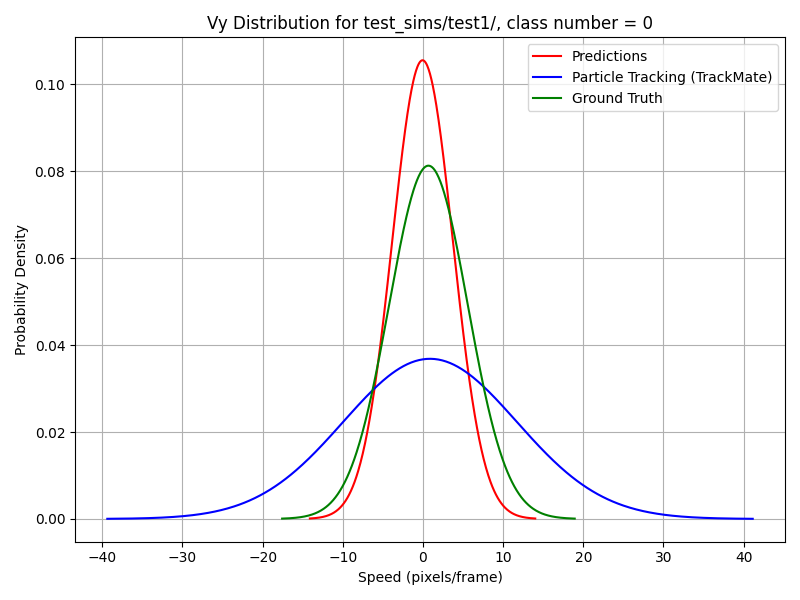 Vy Distribution for test_sims/test1/, class number = 0
Predictions
Particle Tracking (TrackMate)
Ground Truth
Probability Density
0.10
0.08
0.06
0.04
0.02
0.00
−40 −30 −20 −10 0 10 20 30 40
Speed (pixels/frame)